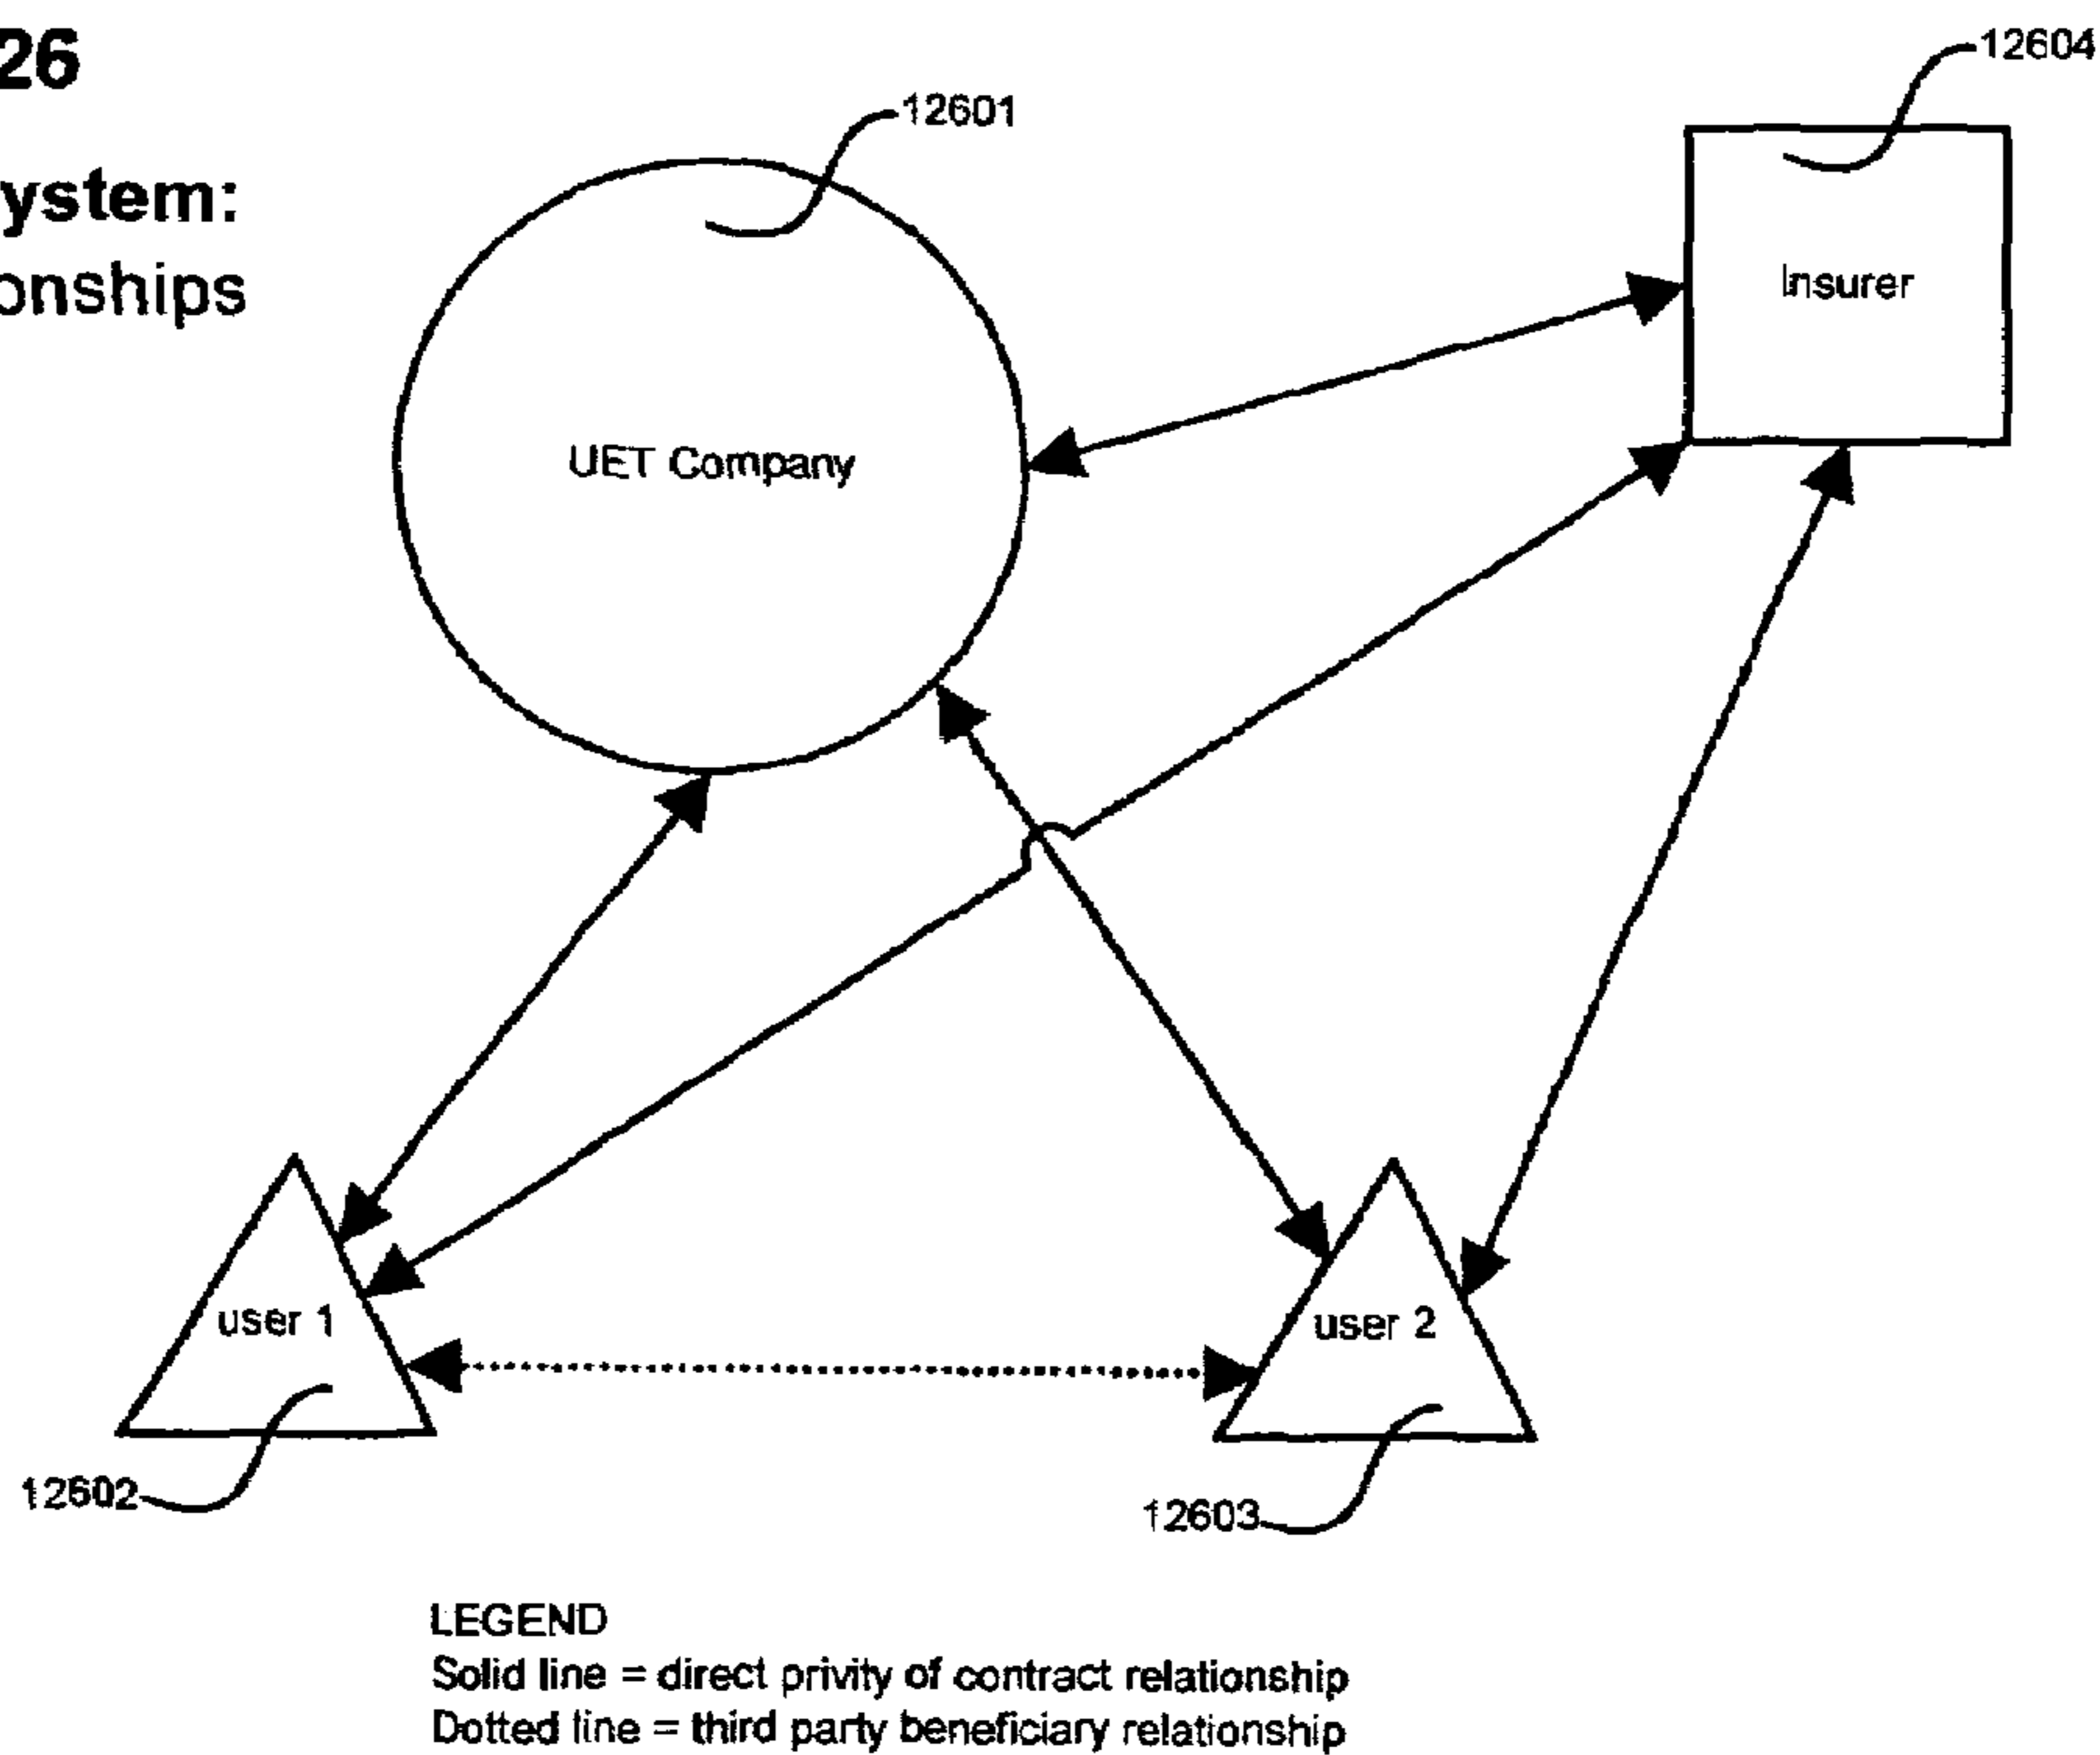 26
ystem:
onships
12601
12604
UET Company
Insurer
user 1
user 2
12602
12603
LEGEND
Solid line = direct privity of contract relationship
Dotted line = third party beneficiary relationship